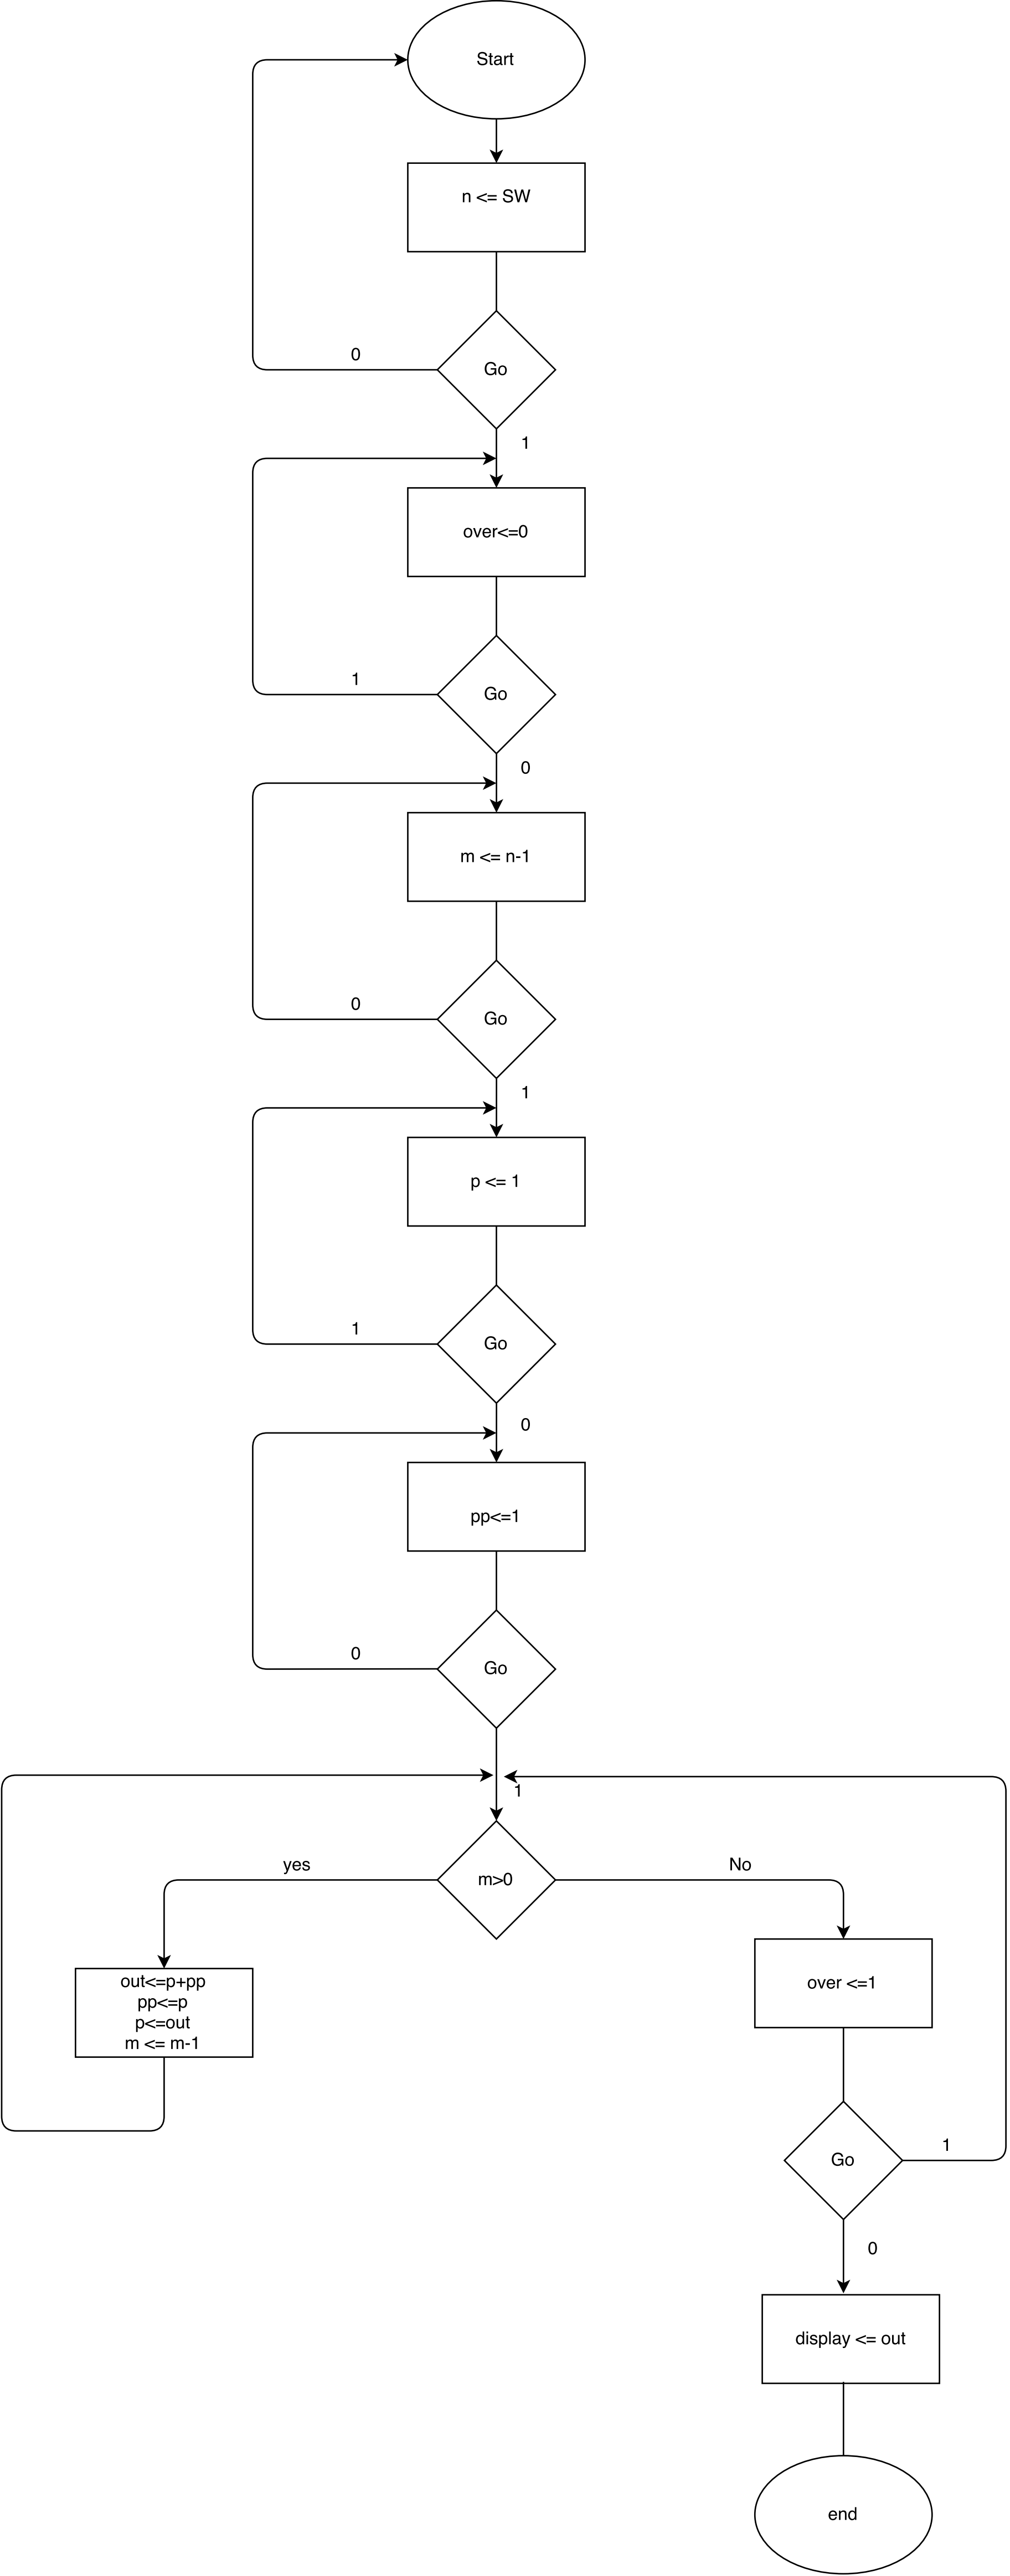 Start
n <= SW
Go
0
1
over<=0
Go
1
0
m <= n-1
Go
0
1
p <= 1
Go
1
0
pp<=1
Go
0
1
m>0
yes
No
out<=p+pp
pp<=p
p<=out
m <= m-1
over <=1
Go
1
0
display <= out
end